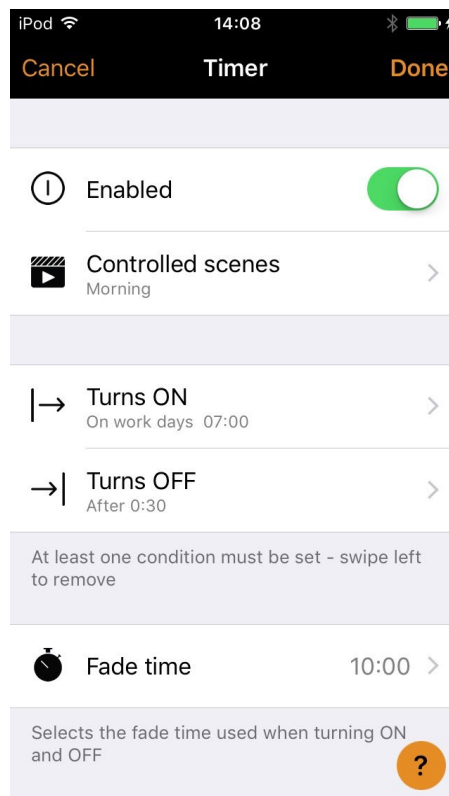 iPod 14:08
Cancel Timer Done
Enabled
Controlled scenes
Morning
Turns ON
On work days 07:00
Turns OFF
After 0:30
At least one condition must be set - swipe left
to remove
Fade time 10:00
Selects the fade time used when turning ON
and OFF
?